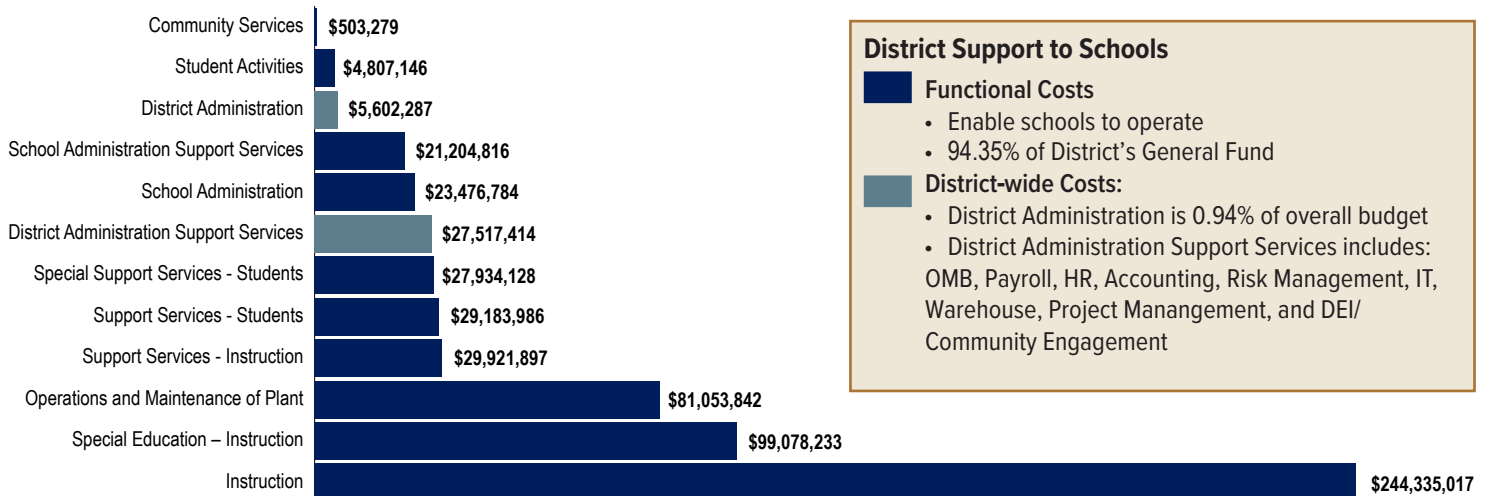 Community Services $503,279
Student Activities $4,807,146
District Administration $5,602,287
School Administration Support Services $21,204,816
School Administration $23,476,784
District Administration Support Services $27,517,414
Special Support Services - Students $27,934,128
Support Services - Students $29,183,986
Support Services - Instruction $29,921,897
Operations and Maintenance of Plant $81,053,842
Special Education – Instruction $99,078,233
Instruction $244,335,017
District Support to Schools
Functional Costs
• Enable schools to operate
• 94.35% of District’s General Fund
District-wide Costs:
• District Administration is 0.94% of overall budget
• District Administration Support Services includes:
OMB, Payroll, HR, Accounting, Risk Management, IT,
Warehouse, Project Manangement, and DEI/
Community Engagement